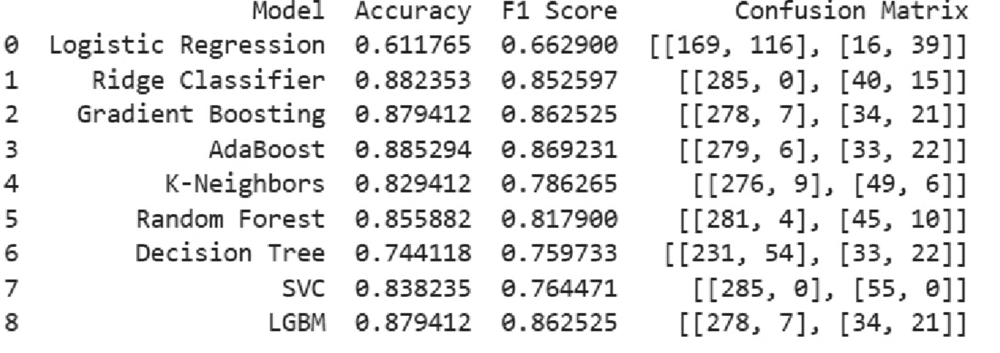 Model Accuracy F1 Score Confusion Matrix
0 Logistic Regression 0.611765 0.662900 [[169, 116], [16, 39]]
1 Ridge Classifier 0.882353 0.852597 [[285, 0], [40, 15]]
2 Gradient Boosting 0.879412 0.862525 [[278, 7], [34, 21]]
3 AdaBoost 0.885294 0.869231 [[279, 6], [33, 22]]
4 K-Neighbors 0.829412 0.786265 [[276, 9], [49, 6]]
5 Random Forest 0.855882 0.817900 [[281, 4], [45, 10]]
6 Decision Tree 0.744118 0.759733 [[231, 54], [33, 22]]
7 SVC 0.838235 0.764471 [[285, 0], [55, 0]]
8 LGBM 0.879412 0.862525 [[278, 7], [34, 21]]